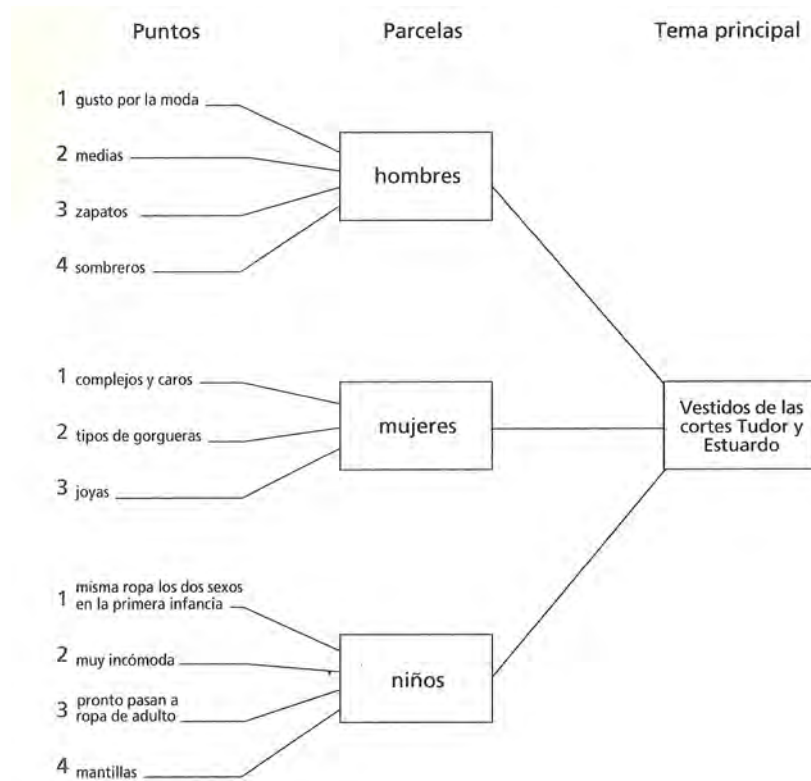 Puntos
Parcelas
Tema principal
1 gusto por la moda
2 medias
3 zapatos
4 sombreros
hombres
1 complejos y caros
2 tipos de gorgueras
3 joyas
mujeres
Vestidos de las
cortes Tudor y
Estuardo
1 misma ropa los dos sexos
en la primera infancia
2 muy incómoda
3 pronto pasan a
ropa de adulto
4 mantillas
niños